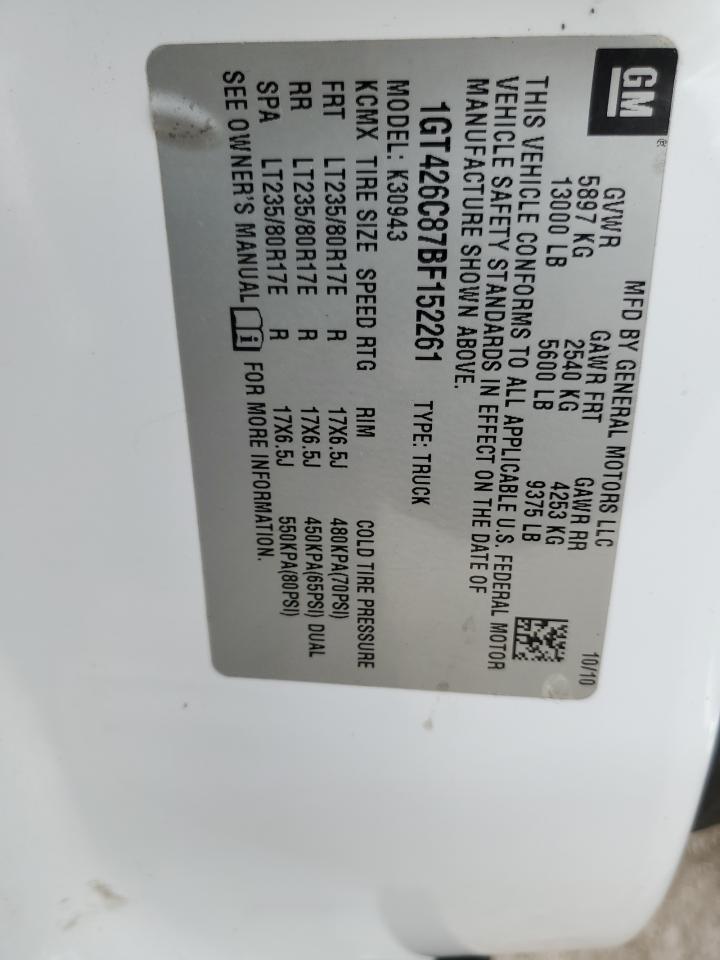 GM
®
MFD BY GENERAL MOTORS LLC 10/10
GVWR GAWR FRT GAWR RR
5897 KG 2540 KG 4253 KG
13000 LB 5600 LB 9375 LB
THIS VEHICLE CONFORMS TO ALL APPLICABLE U.S. FEDERAL MOTOR
VEHICLE SAFETY STANDARDS IN EFFECT ON THE DATE OF
MANUFACTURE SHOWN ABOVE.
1GT426C87BF152261 TYPE: TRUCK
MODEL: K30943
KCMX TIRE SIZE SPEED RTG RIM COLD TIRE PRESSURE
FRT LT235/80R17E R 17X6.5J 480KPA(70PSI)
RR LT235/80R17E R 17X6.5J 450KPA(65PSI) DUAL
SPA LT235/80R17E R 17X6.5J 550KPA(80PSI)
SEE OWNER'S MANUAL i FOR MORE INFORMATION.